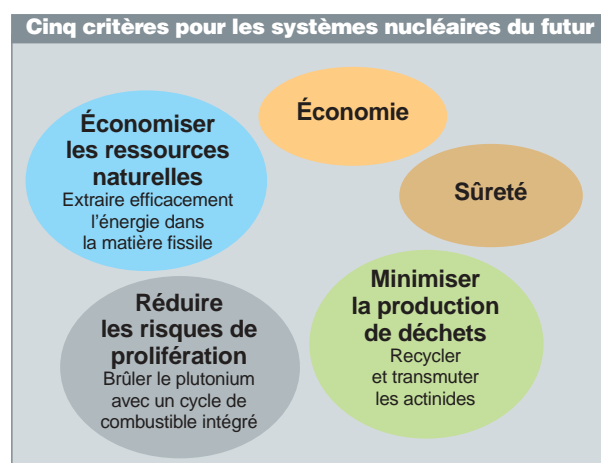 Cinq critères pour les systèmes nucléaires du futur
Économie
Économiser
les ressources
naturelles
Extraire efficacement
l'énergie dans
la matière fissile
Sûreté
Minimiser
la production
de déchets
Recycler
et transmuter
les actinides
Réduire
les risques de
prolifération
Brûler le plutonium
avec un cycle de
combustible intégré